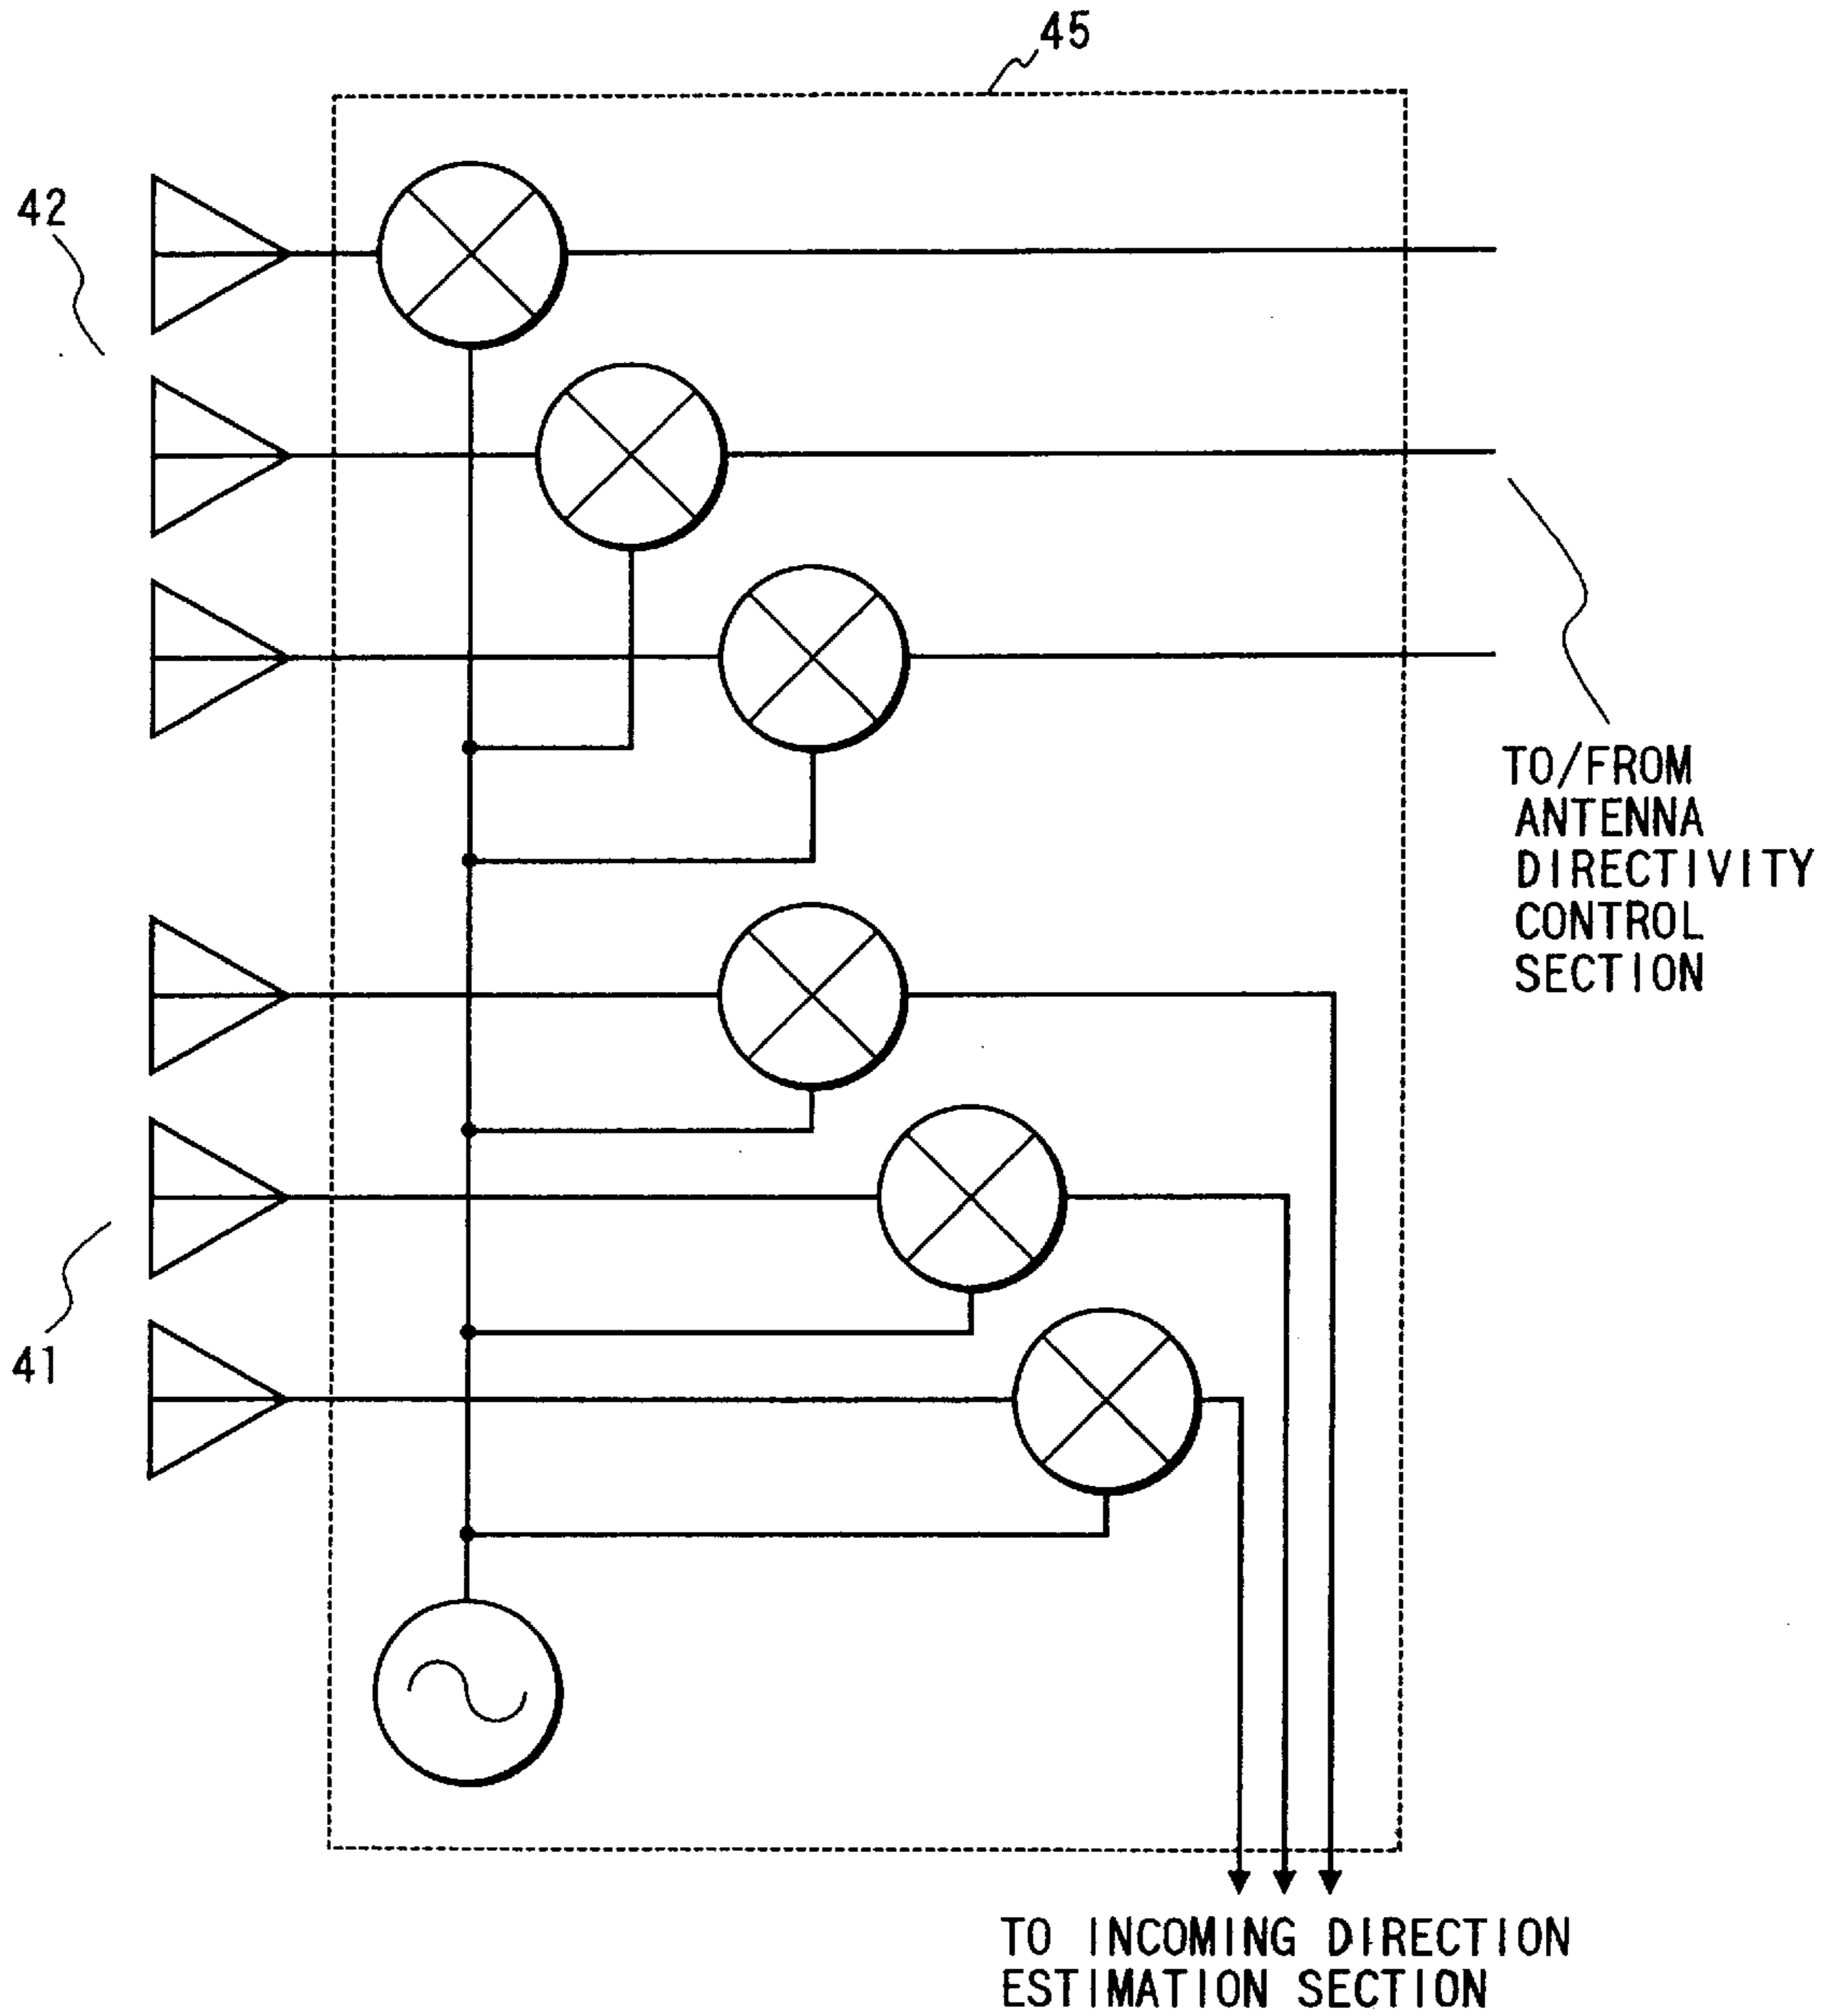 45
42
TO/FROM
ANTENNA
DIRECTIVITY
CONTROL
SECTION
41
TO INCOMING DIRECTION
ESTIMATION SECTION